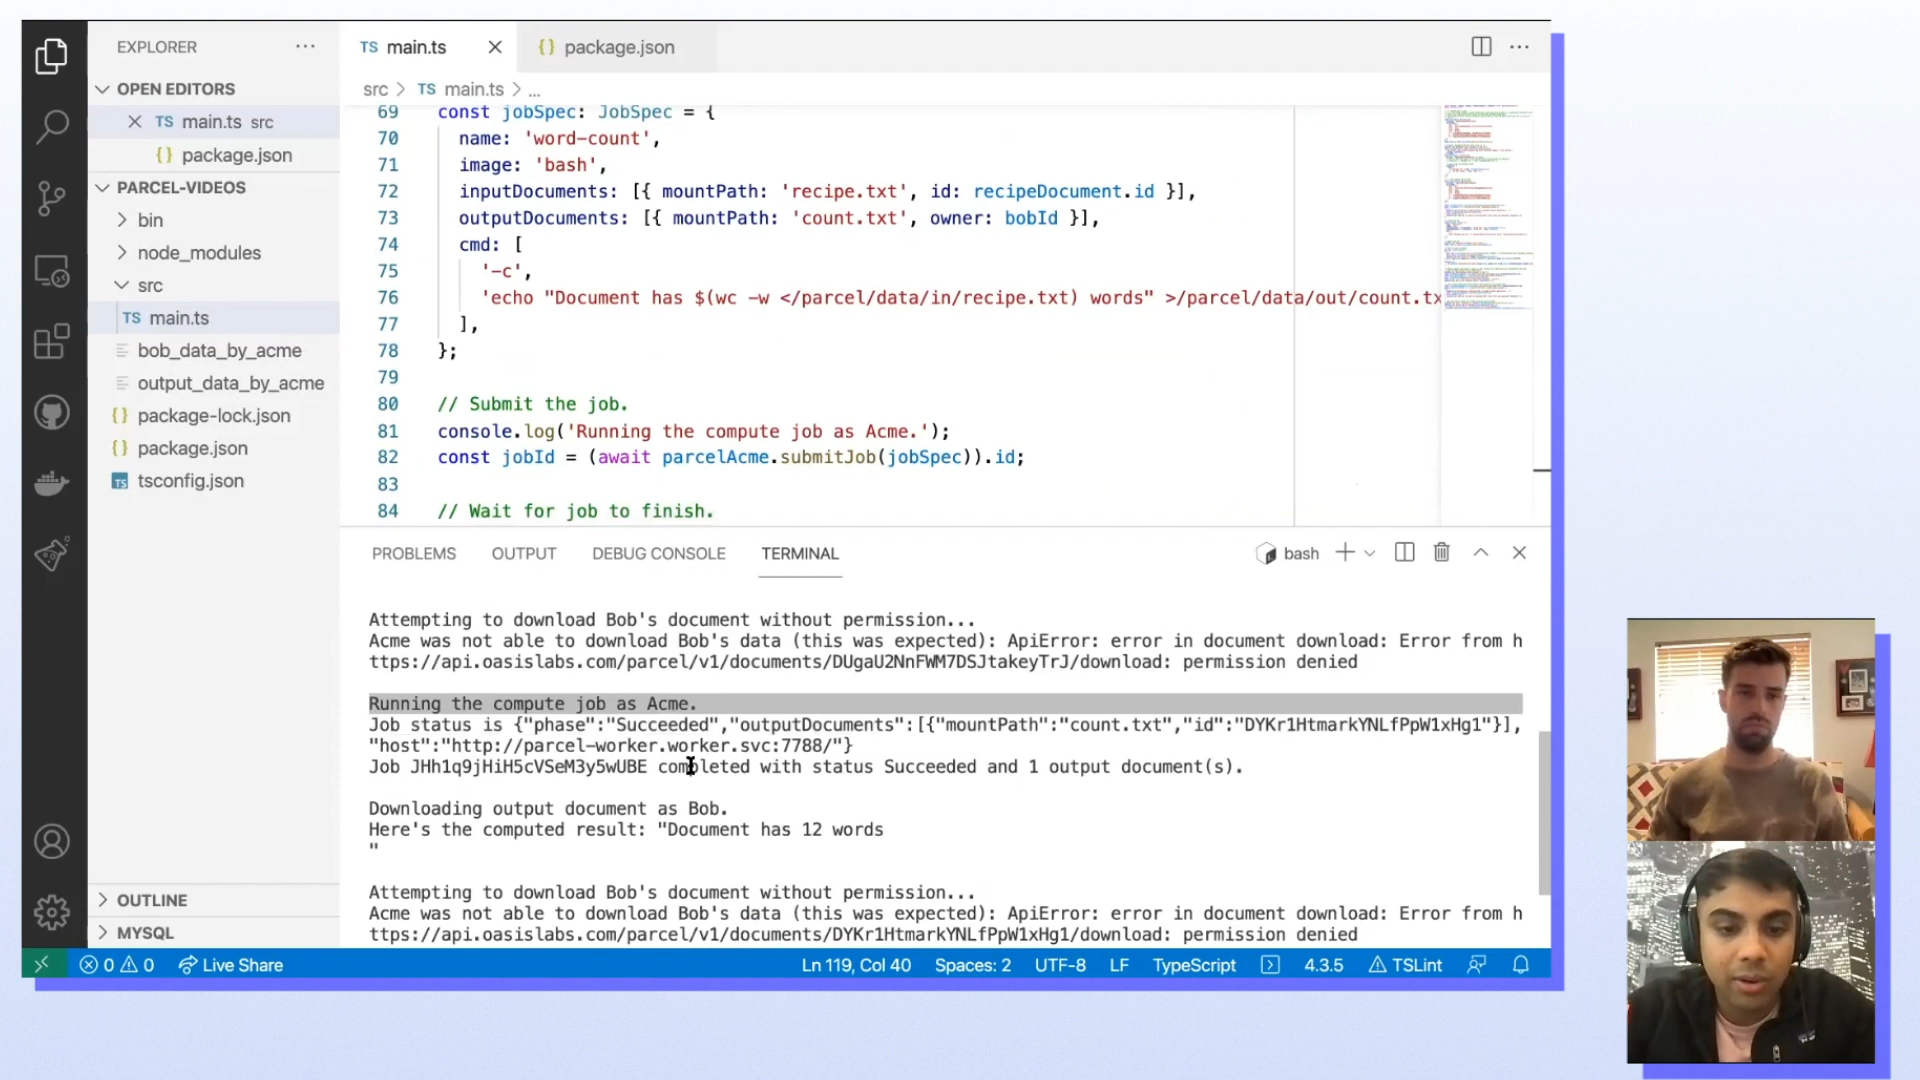 EXPLORER
OPEN EDITORS
TS main.ts src
{} package.json
PARCEL-VIDEOS
bin
node_modules
src
TS main.ts
bob_data_by_acme
output_data_by_acme
{} package-lock.json
{} package.json
TS tsconfig.json
OUTLINE
MYSQL
TS main.ts
{} package.json
src > TS main.ts > ...
69 const jobSpec: JobSpec = {
70 name: 'word-count',
71 image: 'bash',
72 inputDocuments: [{ mountPath: 'recipe.txt', id: recipeDocument.id }],
73 outputDocuments: [{ mountPath: 'count.txt', owner: bobId }],
74 cmd: [
75 '-c',
76 'echo "Document has $(wc -w </parcel/data/in/recipe.txt) words" >/parcel/data/out/count.tx
77 ],
78 };
79
80 // Submit the job.
81 console.log('Running the compute job as Acme.');
82 const jobId = (await parcelAcme.submitJob(jobSpec)).id;
83
84 // Wait for job to finish.
PROBLEMS OUTPUT DEBUG CONSOLE TERMINAL bash
Attempting to download Bob's document without permission...
Acme was not able to download Bob's data (this was expected): ApiError: error in document download: Error from h
ttps://api.oasislabs.com/parcel/v1/documents/DUgaU2NnFWM7DSJtakeyTrJ/download: permission denied
Running the compute job as Acme.
Job status is {"phase":"Succeeded","outputDocuments":[{"mountPath":"count.txt","id":"DYKr1HtmarkYNLfPpW1xHg1"}],
"host":"http://parcel-worker.worker.svc:7788/"}
Job JHh1q9jHiH5cVSeM3y5wUBE completed with status Succeeded and 1 output document(s).
Downloading output document as Bob.
Here's the computed result: "Document has 12 words
"
Attempting to download Bob's document without permission...
Acme was not able to download Bob's data (this was expected): ApiError: error in document download: Error from h
ttps://api.oasislabs.com/parcel/v1/documents/DYKr1HtmarkYNLfPpW1xHg1/download: permission denied
0 0 Live Share Ln 119, Col 40 Spaces: 2 UTF-8 LF TypeScript 4.3.5 TSLint